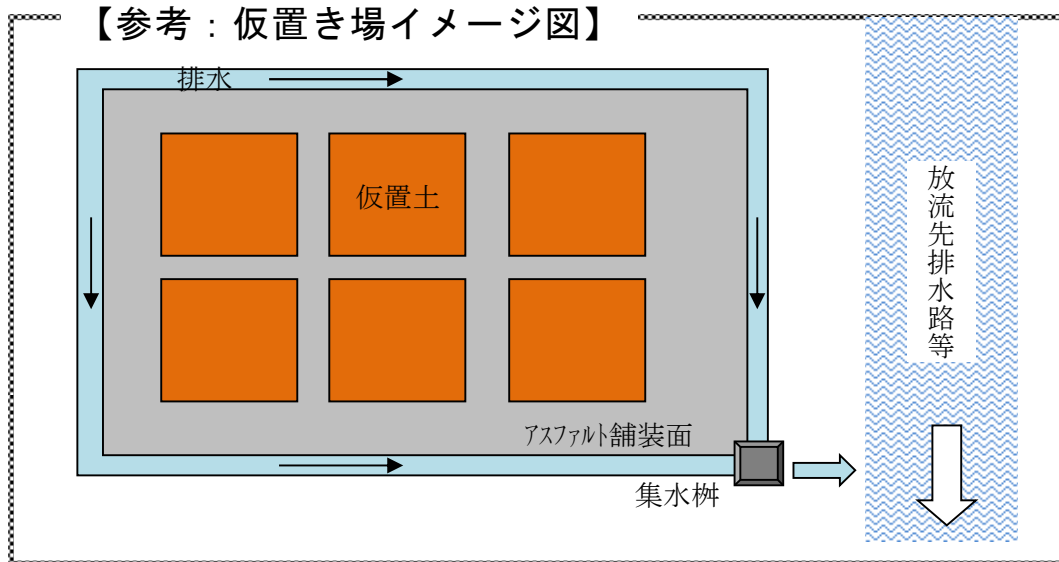 【参考：仮置き場イメージ図】
排水
仮置土
ｱｽﾌｧﾙﾄ舗装面
集水桝
放流先排水路等